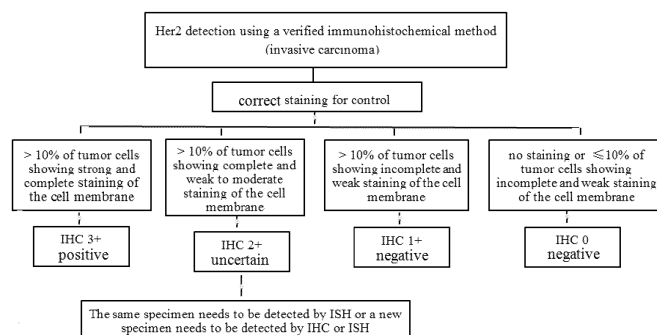 Her2 detection using a verified immunohistochemical method
(invasive carcinoma)
correct staining for control
> 10% of tumor cells
showing strong and
complete staining of
the cell membrane
> 10% of tumor cells
showing complete and
weak to moderate
staining of the cell
membrane
> 10% of tumor cells
showing incomplete and
weak staining of the cell
membrane
no staining or ≤10% of
tumor cells showing
incomplete and weak staining
of the cell membrane
IHC 3+
positive
IHC 2+
uncertain
IHC 1+
negative
IHC 0
negative
The same specimen needs to be detected by ISH or a new
specimen needs to be detected by IHC or ISH